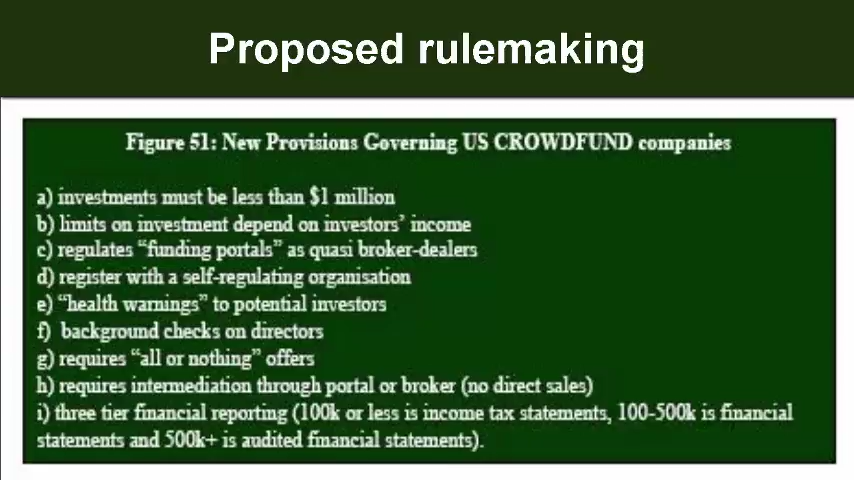 Proposed rulemaking
Figure 51: New Provisions Governing US CROWDFUND companies
a) investments must be less than $1 million
b) limits on investment depend on investors’ income
c) regulates “funding portals” as quasi broker-dealers
d) register with a self-regulating organisation
e) “health warnings” to potential investors
f) background checks on directors
g) requires “all or nothing” offers
h) requires intermediation through portal or broker (no direct sales)
i) three tier financial reporting (100k or less is income tax statements, 100-500k is financial
statements and 500k+ is audited financial statements).